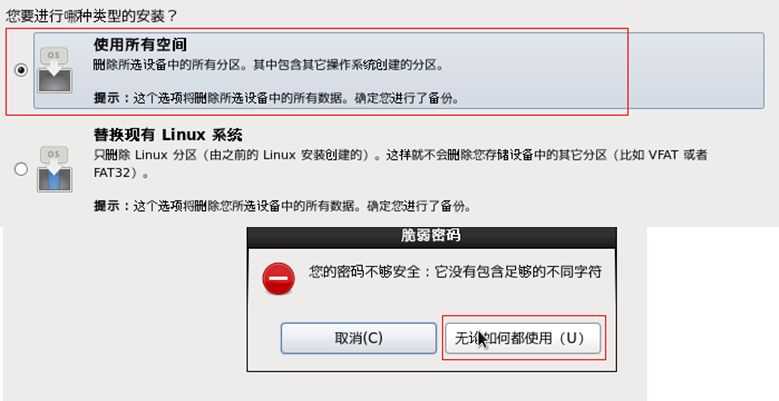 您要进行哪种类型的安装？
OS
使用所有空间
删除所选设备中的所有分区。其中包含其它操作系统创建的分区。
提示：这个选项将删除所选设备中的所有数据。确定您进行了备份。
OS
替换现有 Linux 系统
只删除 Linux 分区（由之前的 Linux 安装创建的）。这样就不会删除您存储设备中的其它分区（比如 VFAT 或者
FAT32）。
提示：这个选项将删除您所选设备中的所有数据。确定您进行了备份。
脆弱密码
您的密码不够安全：它没有包含足够的不同字符
取消(C)
无论如何都使用（U）